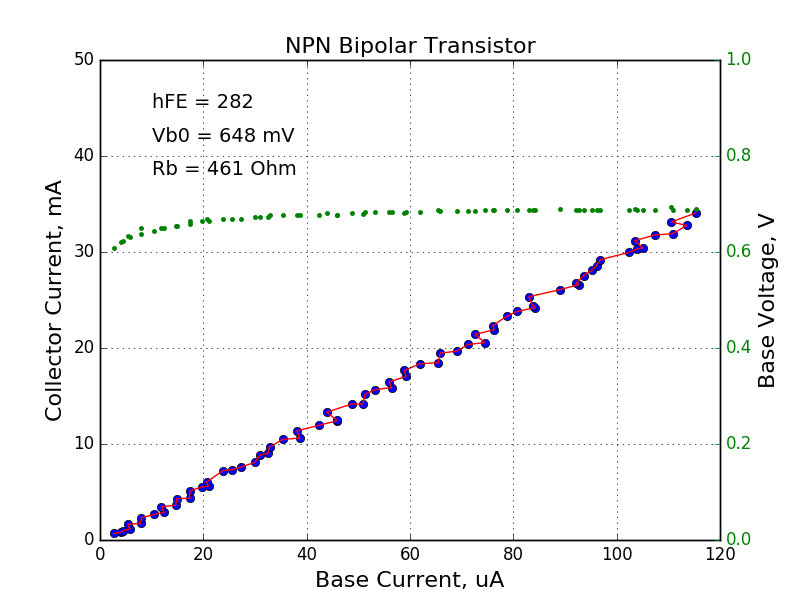 NPN Bipolar Transistor
hFE = 282
Vb0 = 648 mV
Rb = 461 Ohm
Collector Current, mA
50
40
30
20
10
0
Base Voltage, V
1.0
0.8
0.6
0.4
0.2
0.0
0 20 40 60 80 100 120
Base Current, uA